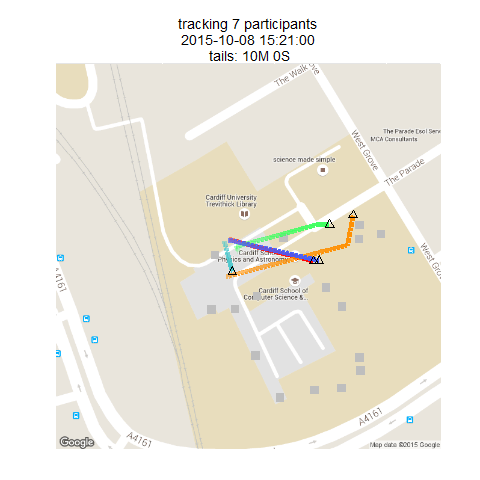 tracking 7 participants
2015-10-08 15:21:00
tails: 10M 0S
The Walk
West Grove
The Parade Esol Serv
MCA Consultants
science made simple
The Parade
Cardiff University
Trevithick Library
West Grove
Cardiff School
Physics and Astronomy
Cardiff School of
Computer Science &...
A4161
A4161
A4161
Google
Map data ©2015 Google